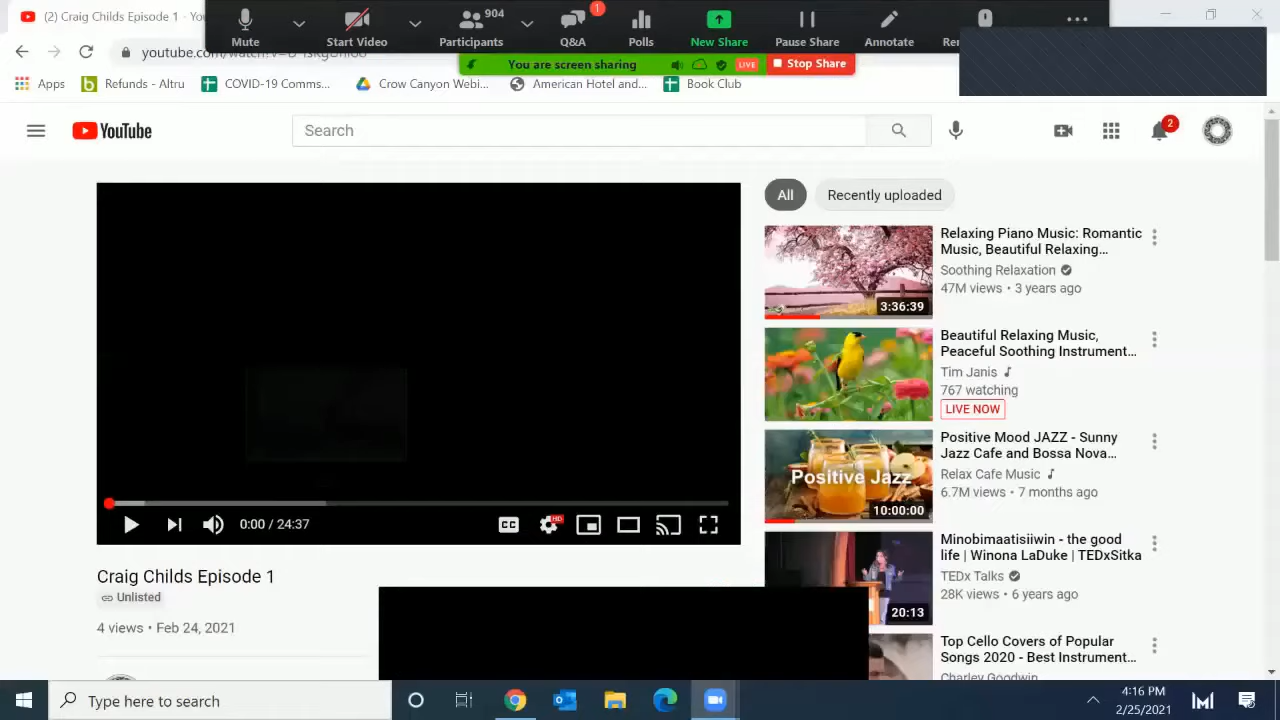 (2) Craig Childs Episode 1 - You
Mute
Start Video
904
Participants
1
Q&A
Polls
New Share
Pause Share
Annotate
You are screen sharing
LIVE
Stop Share
Apps
Refunds - Altru
COVID-19 Comms...
Crow Canyon Webi...
American Hotel and...
Book Club
YouTube
Search
2
All
Recently uploaded
Relaxing Piano Music: Romantic
Music, Beautiful Relaxing...
Soothing Relaxation
47M views • 3 years ago
3:36:39
Beautiful Relaxing Music,
Peaceful Soothing Instrument...
Tim Janis
767 watching
LIVE NOW
Positive Jazz
10:00:00
Positive Mood JAZZ - Sunny
Jazz Cafe and Bossa Nova...
Relax Cafe Music
6.7M views • 7 months ago
0:00 / 24:37
CC
HD
Craig Childs Episode 1
Unlisted
4 views • Feb 24, 2021
20:13
Minobimaatisiiwin - the good
life | Winona LaDuke | TEDxSitka
TEDx Talks
28K views • 6 years ago
Top Cello Covers of Popular
Songs 2020 - Best Instrument...
Charley Goodwin
Type here to search
4:16 PM
2/25/2021